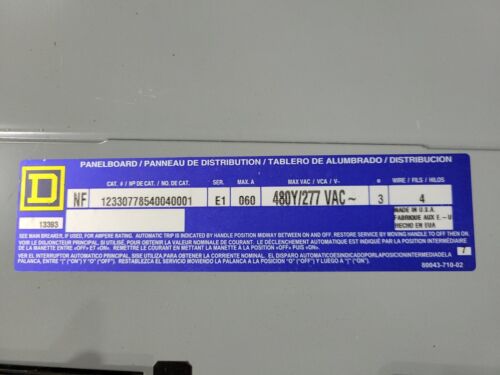 PANELBOARD / PANNEAU DE DISTRIBUTION / TABLERO DE ALUMBRADO / DISTRIBUCION
CAT. # / Nº DE CAT. / NO. DE CAT. SER. MAX. A MAX VAC / VCA / V~ ø WIRE / FILS / HILOS
D NF 12330778540040001 E1 060 480Y/277 VAC~ 3 4
13393
MADE IN U.S.A.
FABRIQUE AUX E.-U
HECHO EN EUA
SEE MAIN BREAKER, IF USED, FOR AMPERE RATING. AUTOMATIC TRIP IS INDICATED BY HANDLE POSITION MIDWAY BETWEEN ON AND OFF. RESTORE SERVICE BY MOVING HANDLE TO OFF THEN ON.
VOIR LE DISJONCTEUR PRINCIPAL, SI UTILISÉ, POUR OBTENIR LA VALEUR NOMINALE DE COURANT. LE DÉCLENCHEMENT AUTOMATIQUE EST INDIQUÉ PAR LA POSITION INTERMÉDIAIRE
DE LA MANETTE ENTRE «OFF» ET «ON». RÉTABLISSEZ LE COURANT EN METTANT LA MANETTE EN POSITION «OFF» PUIS «ON».
VER EL INTERRUPTOR AUTOMATICO PRINCIPAL, SI HAY, PARA OBTENER LA CORRIENTE NOMINAL. EL DISPARO AUTOMATICO ES INDICADO POR LA POSICION INTERMEDIA DE LA
PALANCA, ENTRE "|" ("ON") Y "O" ("OFF"). RESTABLEZCA EL SERVICIO MOVIENDO LA PALANCA A LA POSICION "O" ("OFF") Y LUEGO A "|" ("ON").
7
80043-710-02